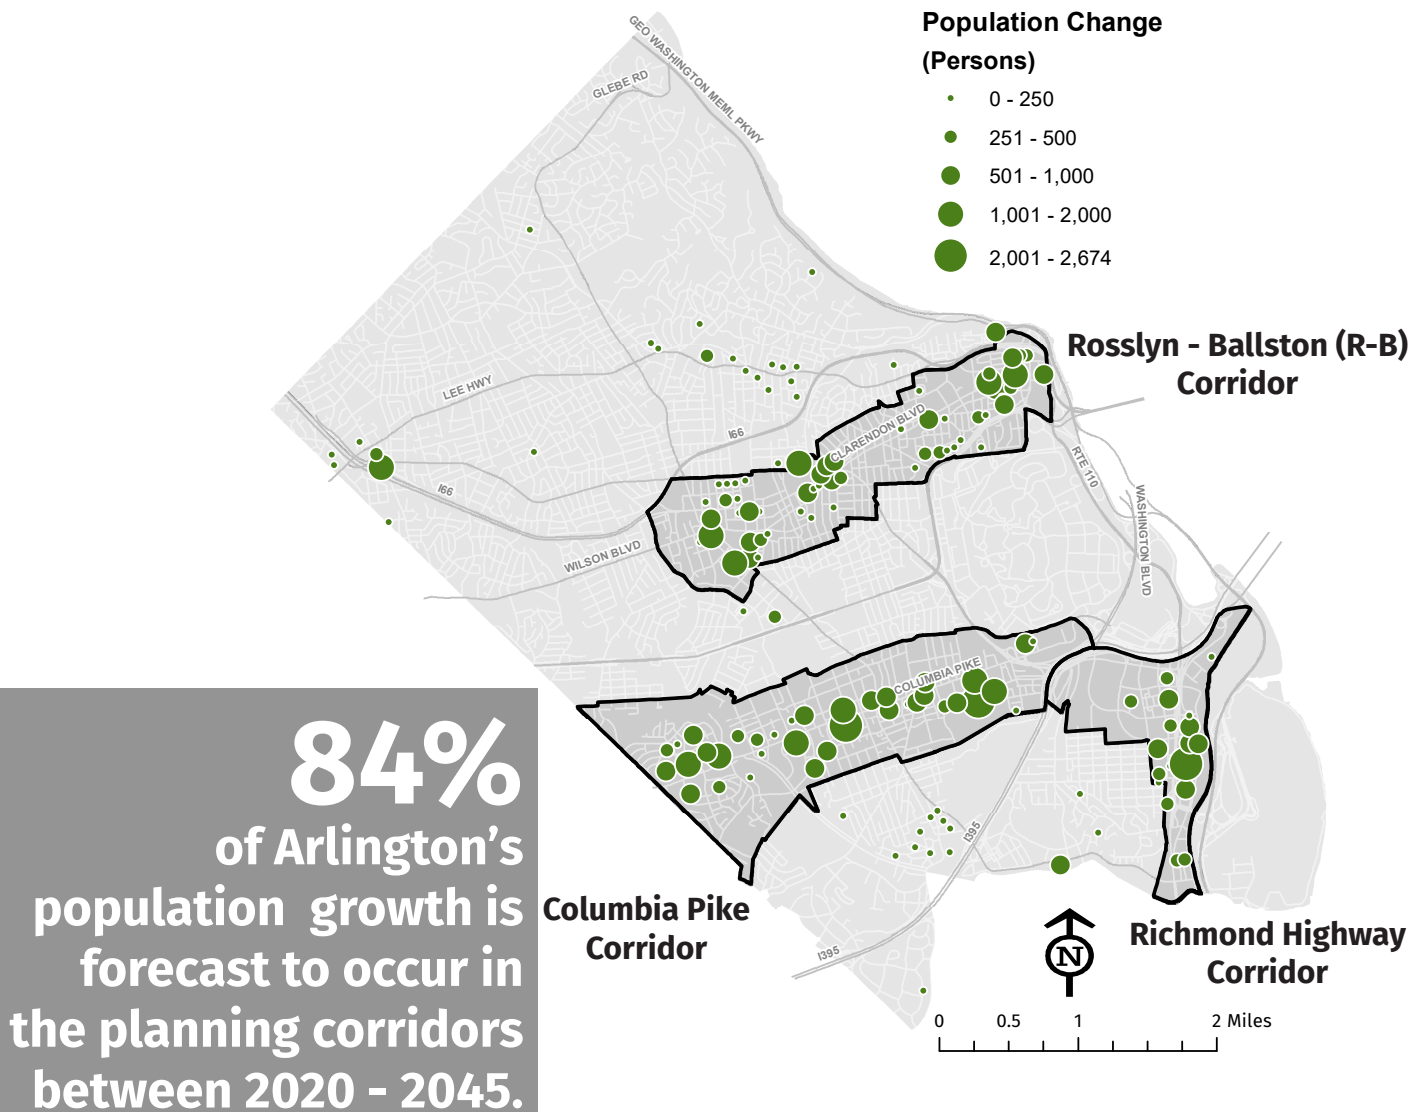 Population Change
(Persons)
0 - 250
251 - 500
501 - 1,000
1,001 - 2,000
2,001 - 2,674
GEO WASHINGTON MEML PKWY
GLEBE RD
Rosslyn - Ballston (R-B)
Corridor
LEE HWY
CLARENDON BLVD
I66
RTE 110
I66
WASHINGTON BLVD
WILSON BLVD
COLUMBIA PIKE
84%
of Arlington's
population growth is
forecast to occur in
the planning corridors
between 2020 - 2045.
I395
Columbia Pike
Corridor
I395
N
Richmond Highway
Corridor
0 0.5 1 2 Miles